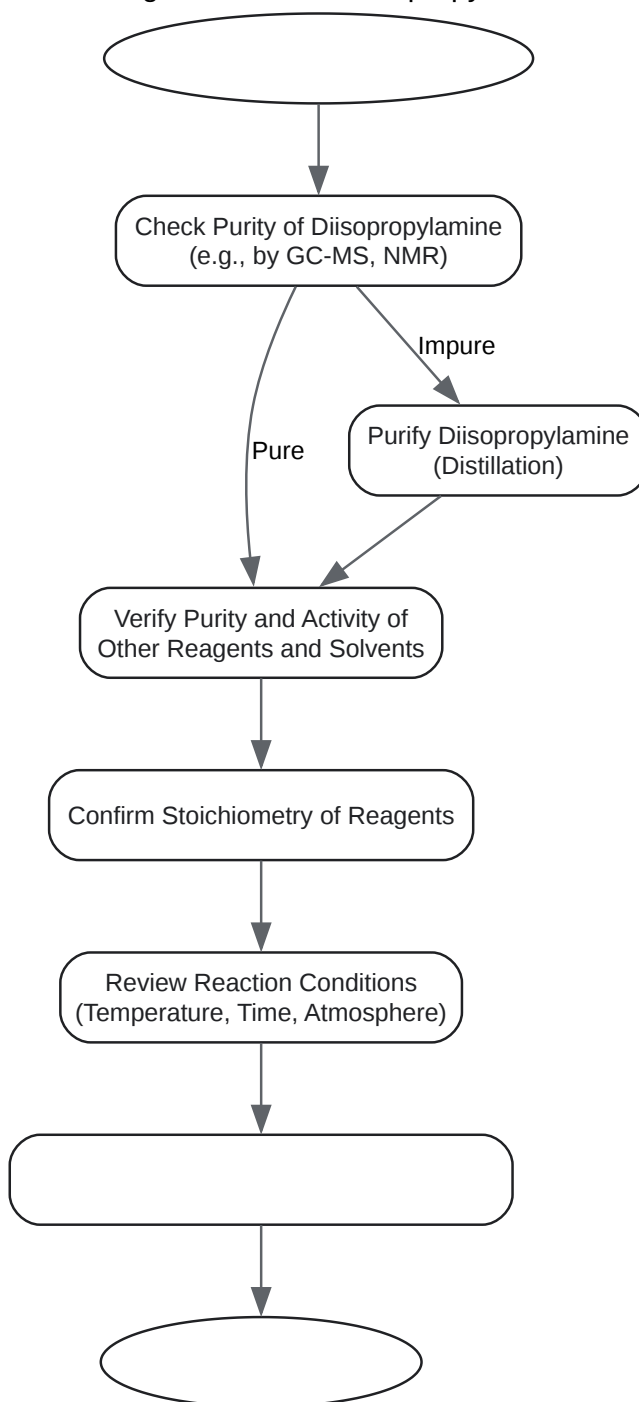 Check Purity of Diisopropylamine
(e.g., by GC-MS, NMR)
Impure
Purify Diisopropylamine
(Distillation)
Pure
Verify Purity and Activity of
Other Reagents and Solvents
Confirm Stoichiometry of Reagents
Review Reaction Conditions
(Temperature, Time, Atmosphere)